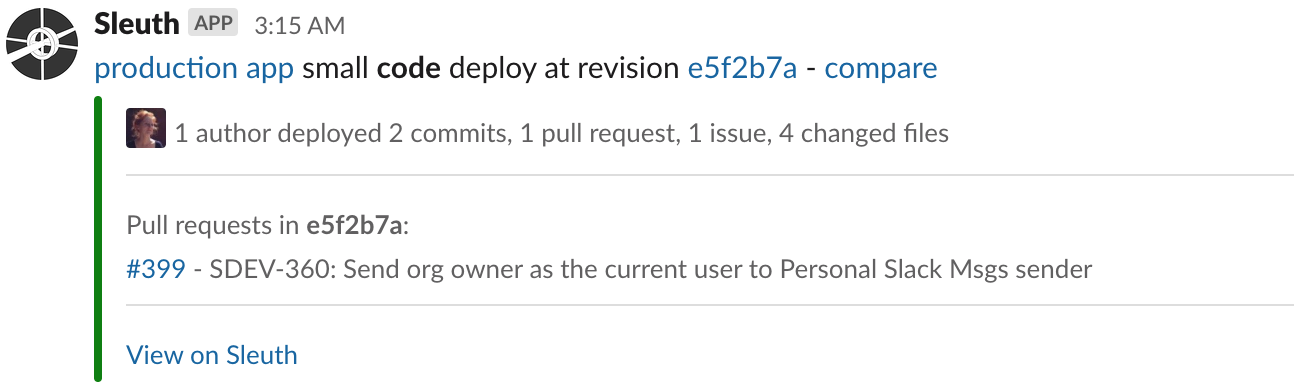 Sleuth APP 3:15 AM
production app small code deploy at revision e5f2b7a - compare
1 author deployed 2 commits, 1 pull request, 1 issue, 4 changed files
Pull requests in e5f2b7a:
#399 - SDEV-360: Send org owner as the current user to Personal Slack Msgs sender
View on Sleuth